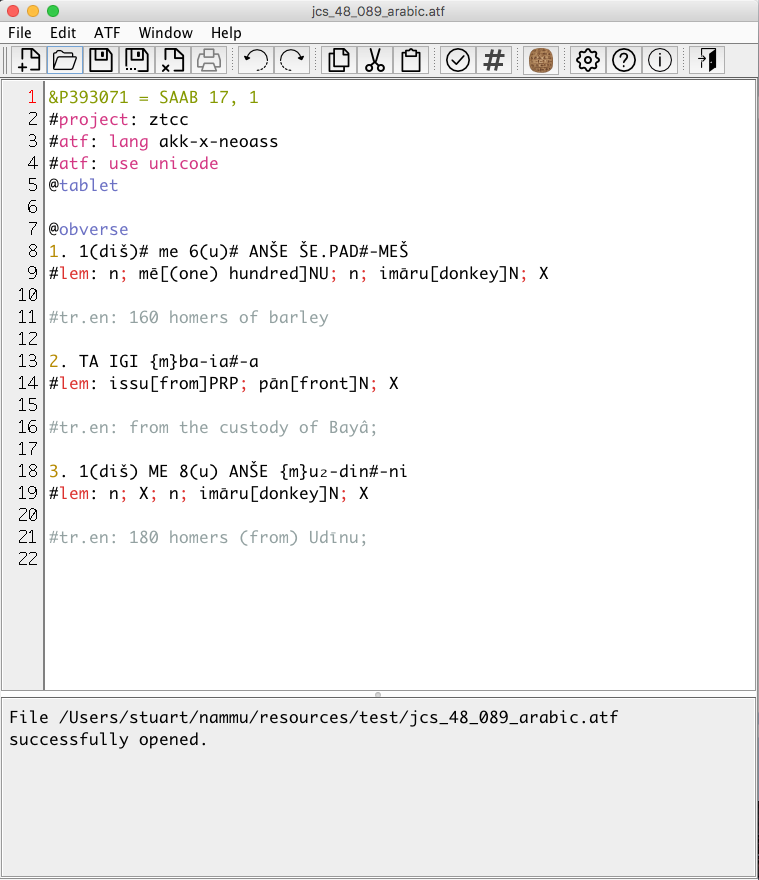 jcs_48_089_arabic.atf
File Edit ATF Window Help
1 &P393071 = SAAB 17, 1
2 #project: ztcc
3 #atf: lang akk-x-neoass
4 #atf: use unicode
5 @tablet
6
7 @obverse
8 1. 1(diš)# me 6(u)# ANŠE ŠE.PAD#-MEŠ
9 #lem: n; mē[(one) hundred]NU; n; imāru[donkey]N; X
10
11 #tr.en: 160 homers of barley
12
13 2. TA IGI {m}ba-ia#-a
14 #lem: issu[from]PRP; pān[front]N; X
15
16 #tr.en: from the custody of Bayâ;
17
18 3. 1(diš) ME 8(u) ANŠE {m}u₂-din#-ni
19 #lem: n; X; n; imāru[donkey]N; X
20
21 #tr.en: 180 homers (from) Udīnu;
22
File /Users/stuart/nammu/resources/test/jcs_48_089_arabic.atf
successfully opened.